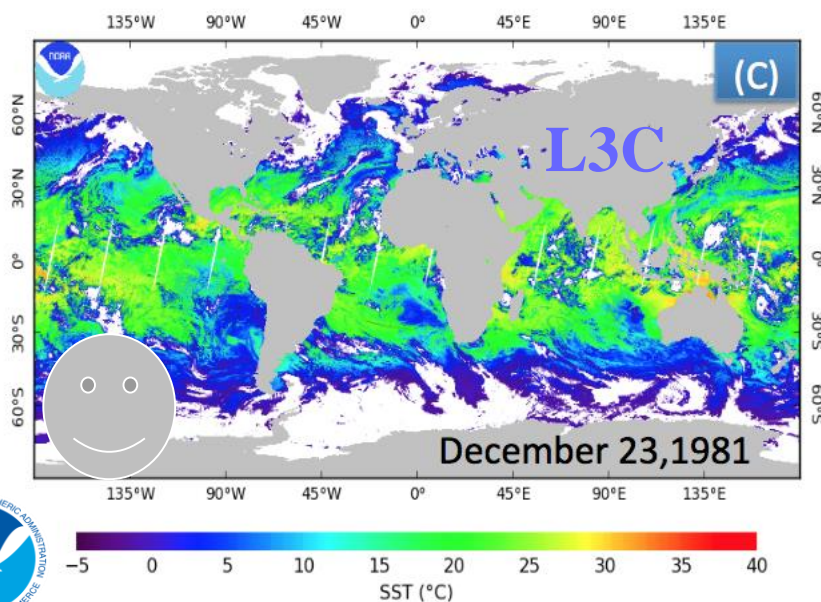 135°W 90°W 45°W 0° 45°E 90°E 135°E
NOAA
(C)
60°N 60°N
L3C
30°N 30°N
0° 0°
30°S 30°S
60°S 60°S
December 23,1981
135°W 90°W 45°W 0° 45°E 90°E 135°E
−5 0 5 10 15 20 25 30 35 40
SST (°C)